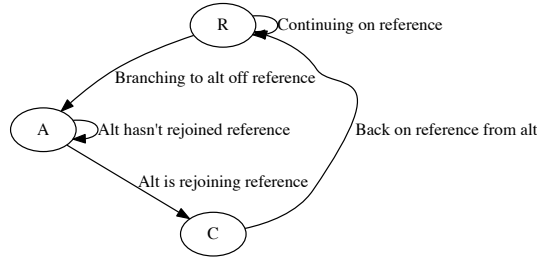 R
Continuing on reference
Branching to alt off reference
A
Alt hasn't rejoined reference
Back on reference from alt
Alt is rejoining reference
C